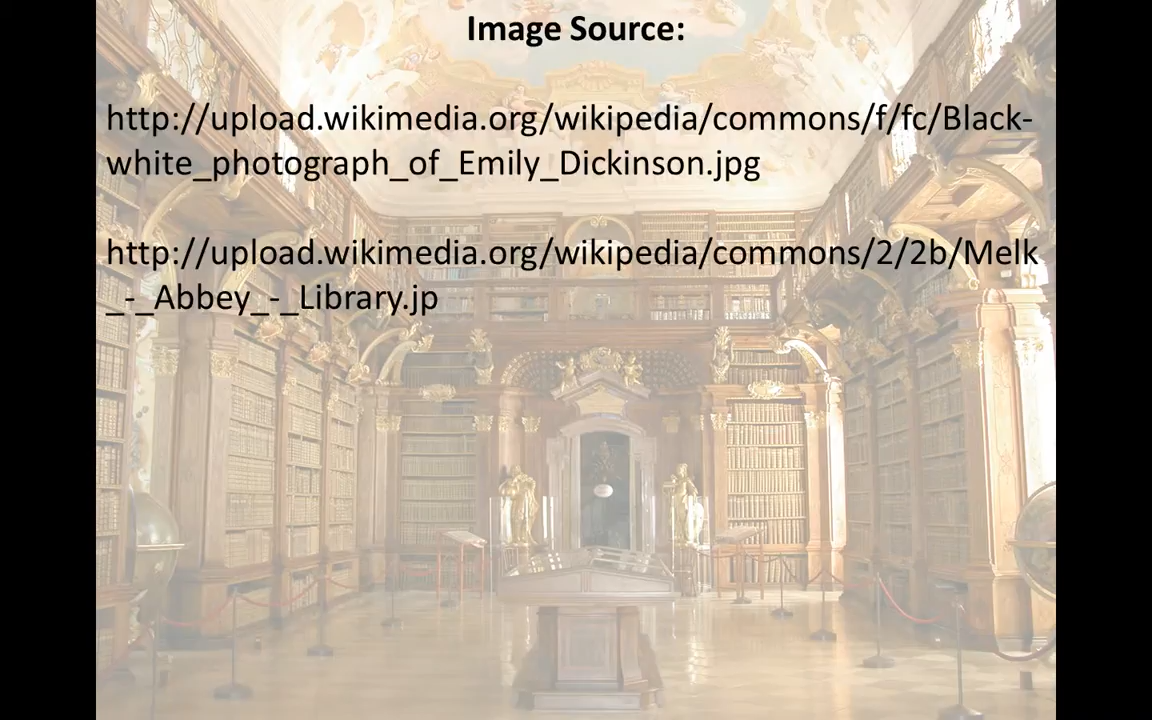 Image Source:
http://upload.wikimedia.org/wikipedia/commons/f/fc/Black-
white_photograph_of_Emily_Dickinson.jpg
http://upload.wikimedia.org/wikipedia/commons/2/2b/Melk
_-_Abbey_-_Library.jp